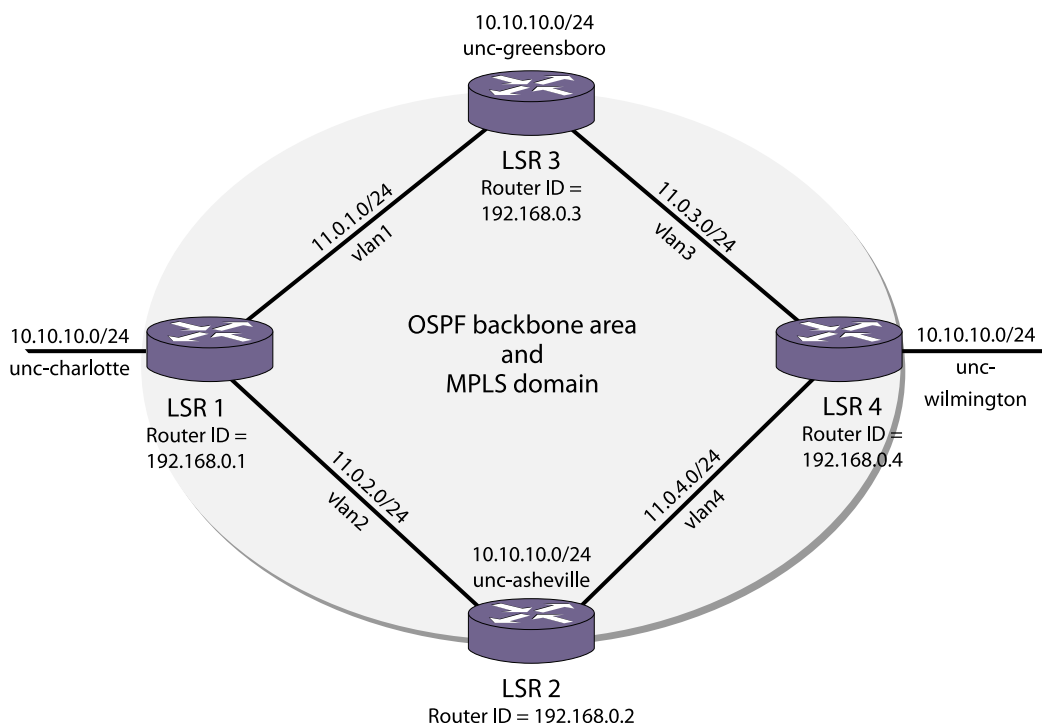 10.10.10.0/24
unc-greensboro
LSR 3
Router ID =
192.168.0.3
11.0.1.0/24
vlan1
11.0.3.0/24
vlan3
10.10.10.0/24
unc-charlotte
LSR 1
Router ID =
192.168.0.1
OSPF backbone area
and
MPLS domain
10.10.10.0/24
unc-
wilmington
LSR 4
Router ID =
192.168.0.4
11.0.2.0/24
vlan2
11.0.4.0/24
vlan4
10.10.10.0/24
unc-asheville
LSR 2
Router ID = 192.168.0.2